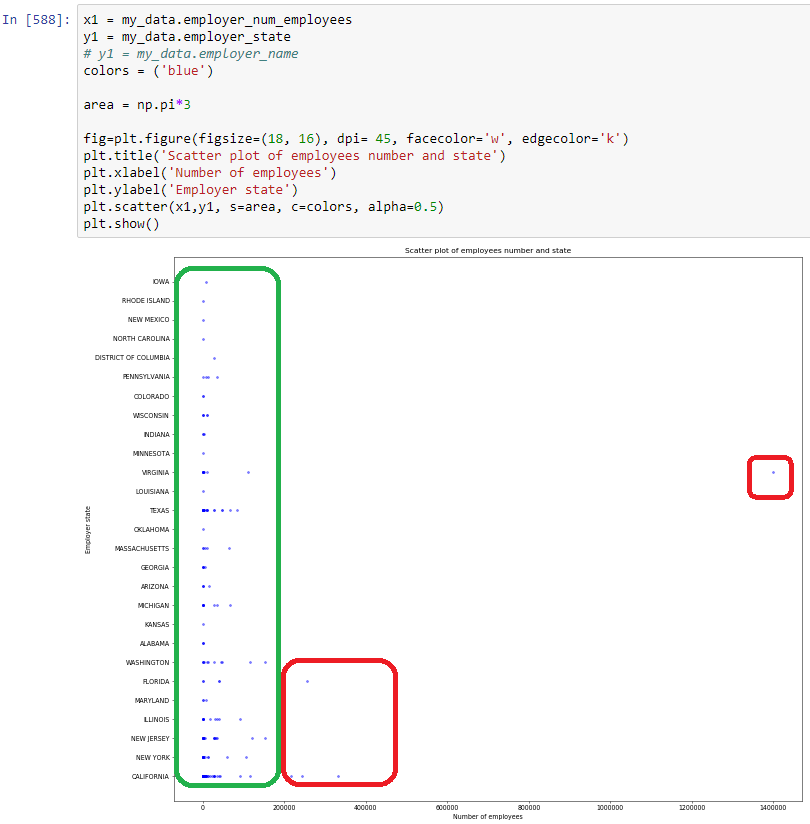 In [588]:
x1 = my_data.employer_num_employees
y1 = my_data.employer_state
# y1 = my_data.employer_name
colors = ('blue')
area = np.pi*3
fig=plt.figure(figsize=(18, 16), dpi= 45, facecolor='w', edgecolor='k')
plt.title('Scatter plot of employees number and state')
plt.xlabel('Number of employees')
plt.ylabel('Employer state')
plt.scatter(x1,y1, s=area, c=colors, alpha=0.5)
plt.show()
Scatter plot of employees number and state
IOWA
RHODE ISLAND
NEW MEXICO
NORTH CAROLINA
DISTRICT OF COLUMBIA
PENNSYLVANIA
COLORADO
WISCONSIN
INDIANA
MINNESOTA
VIRGINIA
LOUISIANA
TEXAS
OKLAHOMA
MASSACHUSETTS
GEORGIA
ARIZONA
MICHIGAN
KANSAS
ALABAMA
WASHINGTON
FLORIDA
MARYLAND
ILLINOIS
NEW JERSEY
NEW YORK
CALIFORNIA
Employer state
0 200000 400000 600000 800000 1000000 1200000 1400000
Number of employees